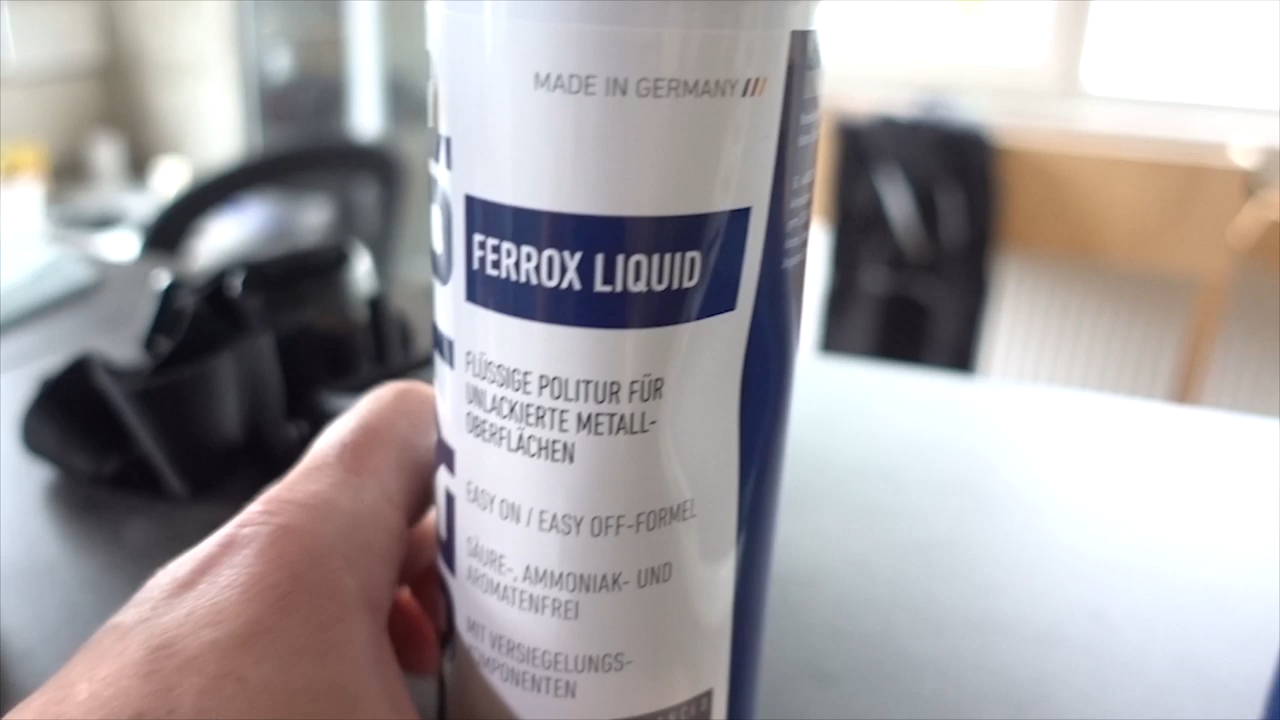 MADE IN GERMANY
FERROX LIQUID
FLÜSSIGE POLITUR FÜR
UNLACKIERTE METALL-
OBERFLÄCHEN
EASY ON / EASY OFF-FORMEL
SÄURE-, AMMONIAK- UND
AROMATENFREI
MIT VERSIEGELUNGS-
KOMPONENTEN